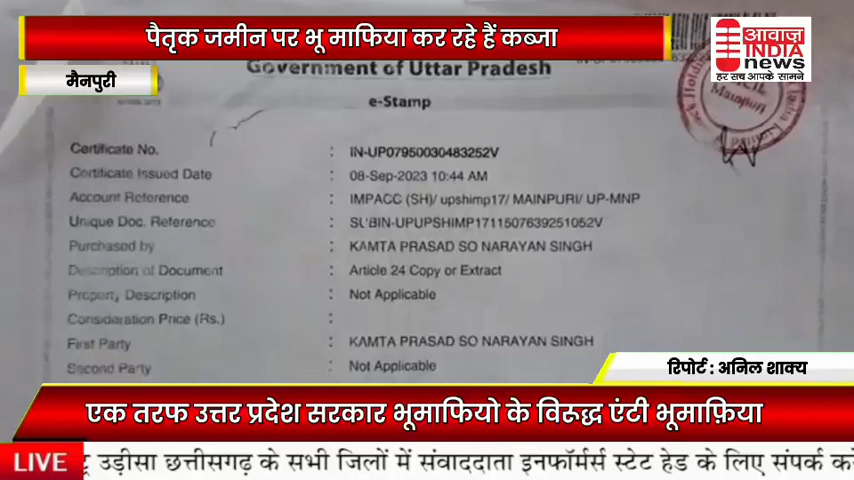 पैतृक जमीन पर भू माफिया कर रहे हैं कब्जा
आवाज़
INDIA
news
हर सच आपके सामने
मैनपुरी
Government of Uttar Pradesh
e-Stamp
Mainpuri
Certificate No. : IN-UP07950030483252V
Certificate Issued Date : 08-Sep-2023 10:44 AM
Account Reference : IMPACC (SH)/ upshimp17/ MAINPURI/ UP-MNP
Unique Doc. Reference : SUBIN-UPUPSHIMP1711507639251052V
Purchased by : KAMTA PRASAD SO NARAYAN SINGH
Description of Document : Article 24 Copy or Extract
Property Description : Not Applicable
Consideration Price (Rs.) :
First Party : KAMTA PRASAD SO NARAYAN SINGH
Second Party : Not Applicable
रिपोर्ट : अनिल शाक्य
एक तरफ उत्तर प्रदेश सरकार भूमाफियो के विरूद्ध एंटी भूमाफ़िया
LIVE
उड़ीसा छत्तीसगढ़ के सभी जिलों में संवाददाता इनफॉर्मर्स स्टेट हेड के लिए संपर्क